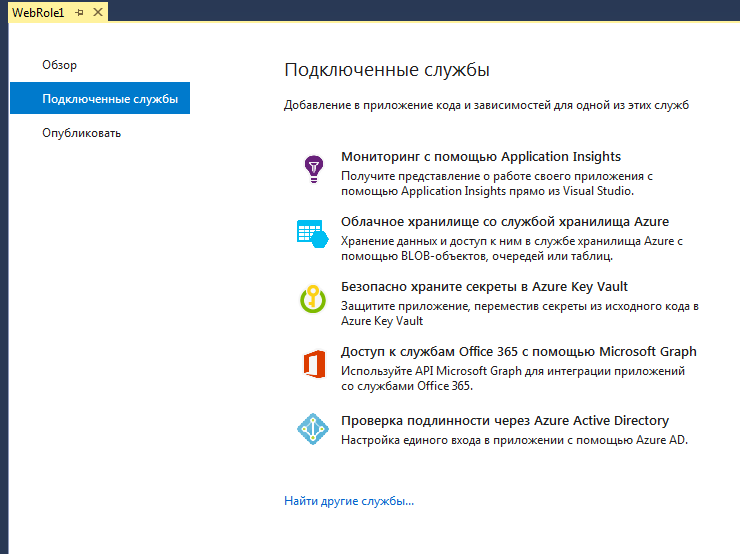 WebRole1
Обзор
Подключенные службы
Опубликовать
Подключенные службы
Добавление в приложение кода и зависимостей для одной из этих служб
Мониторинг с помощью Application Insights
Получите представление о работе своего приложения с
помощью Application Insights прямо из Visual Studio.
Облачное хранилище со службой хранилища Azure
Хранение данных и доступ к ним в службе хранилища Azure с
помощью BLOB-объектов, очередей или таблиц.
Безопасно храните секреты в Azure Key Vault
Защитите приложение, переместив секреты из исходного кода в
Azure Key Vault
Доступ к службам Office 365 с помощью Microsoft Graph
Используйте API Microsoft Graph для интеграции приложений
со службами Office 365.
Проверка подлинности через Azure Active Directory
Настройка единого входа в приложении с помощью Azure AD.
Найти другие службы...